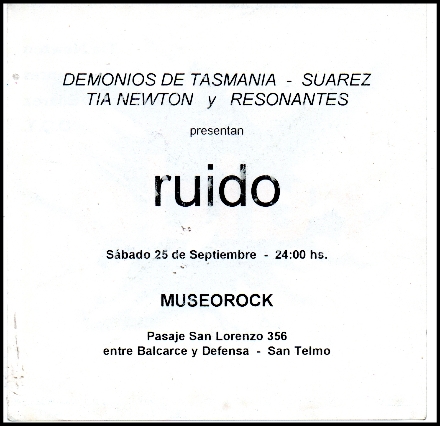 DEMONIOS DE TASMANIA - SUAREZ
TIA NEWTON y RESONANTES
presentan
ruido
Sábado 25 de Septiembre - 24:00 hs.
MUSEOROCK
Pasaje San Lorenzo 356
entre Balcarce y Defensa - San Telmo